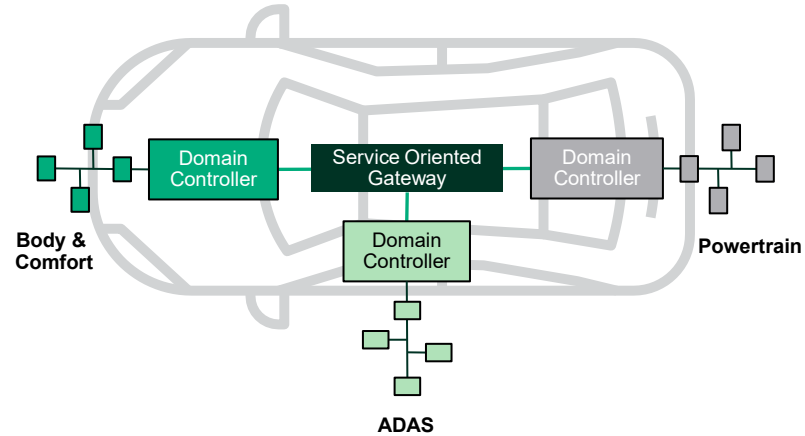 Domain
Controller
Service Oriented
Gateway
Domain
Controller
Domain
Controller
Body &
Comfort
Powertrain
ADAS